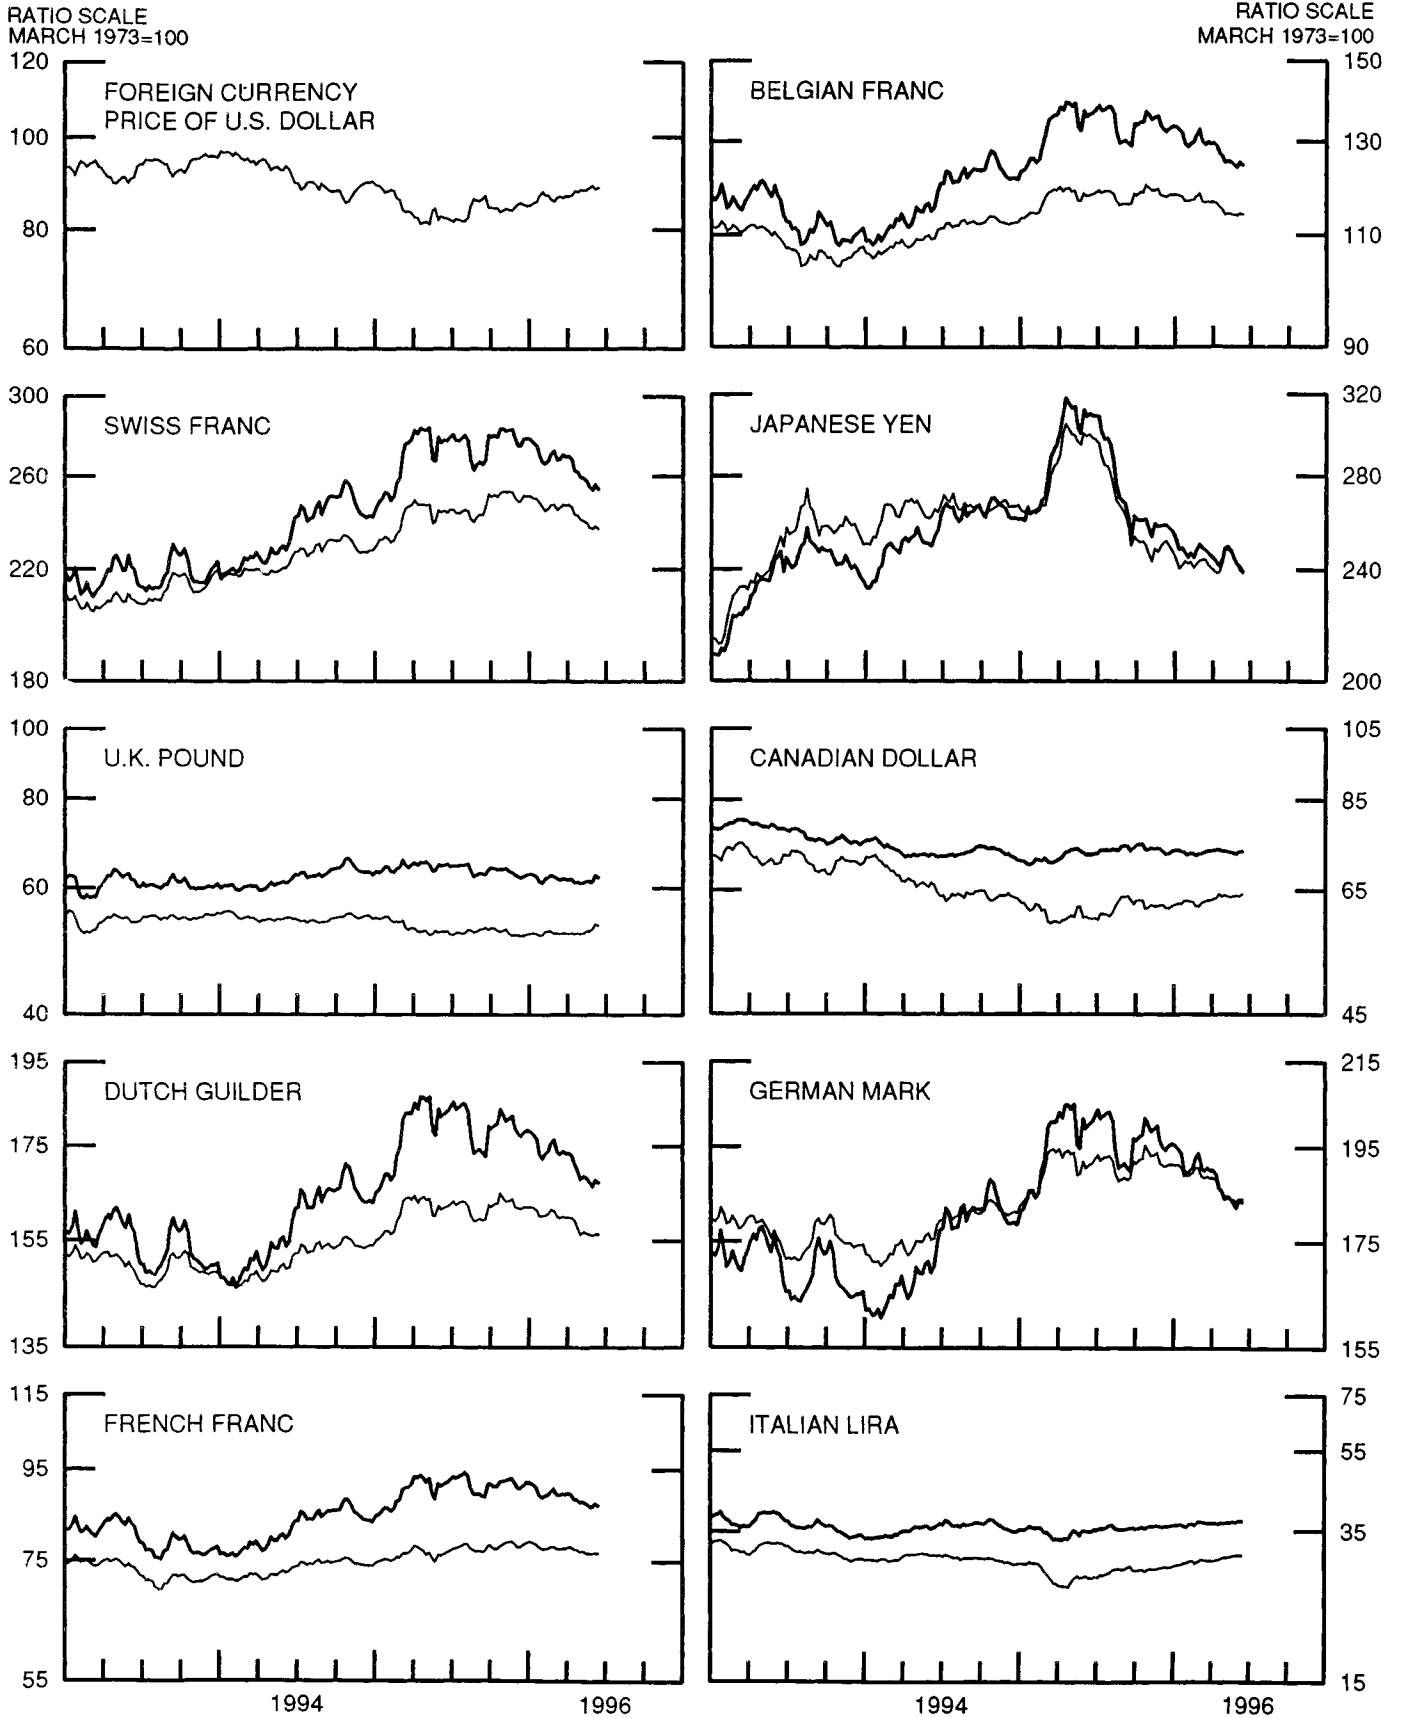 RATIO SCALE
MARCH 1973=100
RATIO SCALE
MARCH 1973=100
120
100
80
60
FOREIGN CURRENCY
PRICE OF U.S. DOLLAR
BELGIAN FRANC
150
130
110
90
300
260
220
180
SWISS FRANC
JAPANESE YEN
320
280
240
200
100
80
60
40
U.K. POUND
CANADIAN DOLLAR
105
85
65
45
195
175
155
135
DUTCH GUILDER
GERMAN MARK
215
195
175
155
115
95
75
55
FRENCH FRANC
ITALIAN LIRA
75
55
35
15
1994
1996
1994
1996